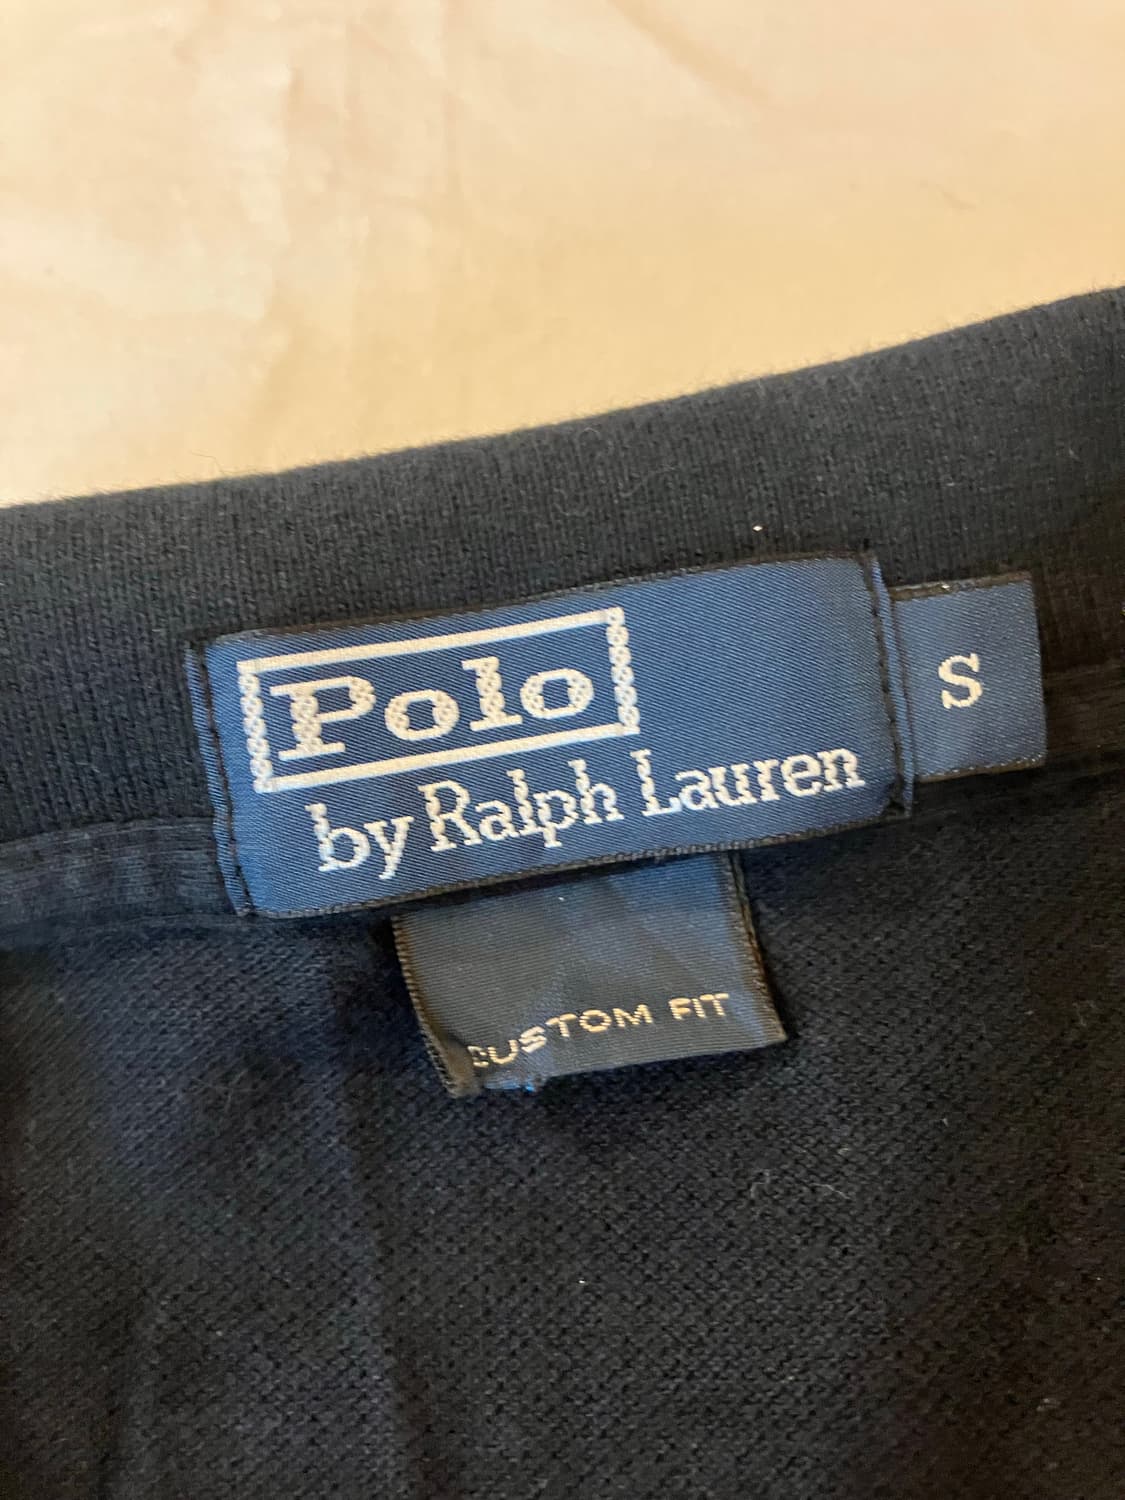 Polo
by Ralph Lauren
S
CUSTOM FIT